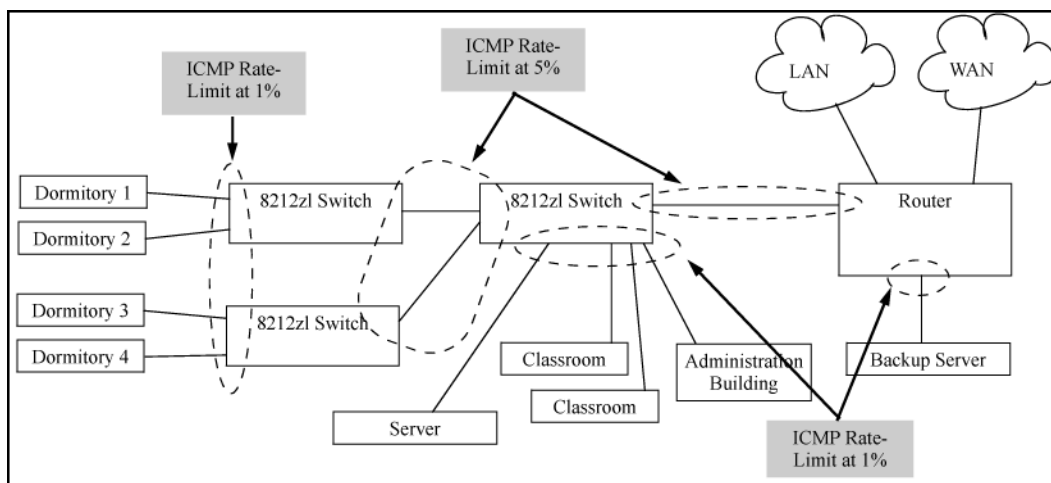 ICMP Rate-
Limit at 1%
ICMP Rate-
Limit at 5%
LAN
WAN
Dormitory 1
Dormitory 2
8212zl Switch
8212zl Switch
Router
Dormitory 3
Dormitory 4
8212zl Switch
Classroom
Administration
Building
Backup Server
Classroom
Server
ICMP Rate-
Limit at 1%